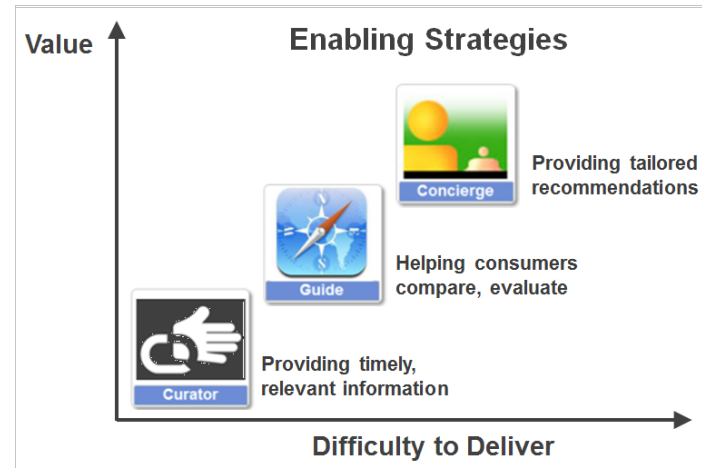 Enabling Strategies
Value
Concierge
Providing tailored
recommendations
Guide
Helping consumers
compare, evaluate
Curator
Providing timely,
relevant information
Difficulty to Deliver